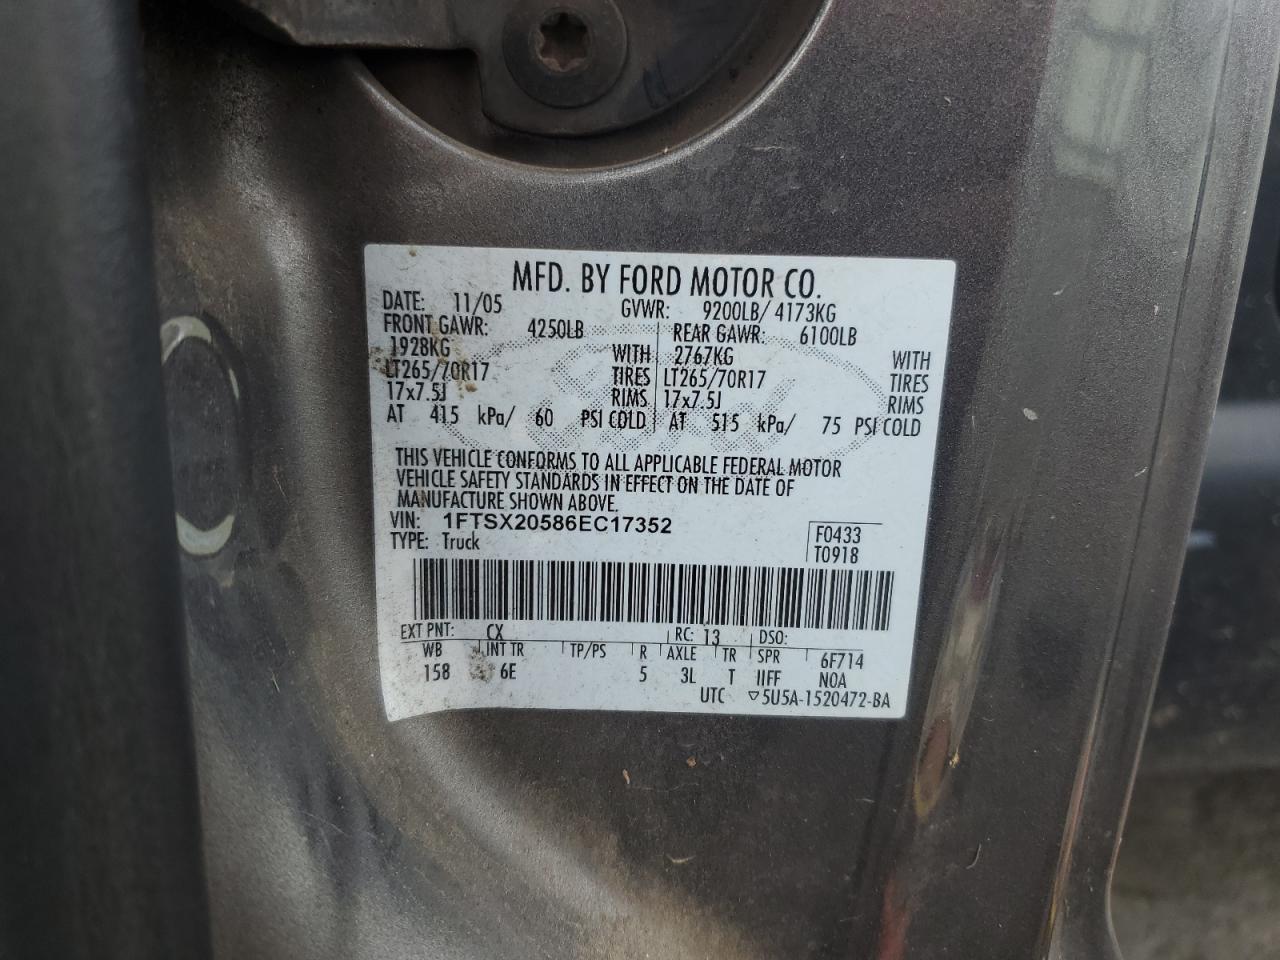 MFD. BY FORD MOTOR CO.
DATE: 11/05 GVWR: 9200LB/ 4173KG
FRONT GAWR: 4250LB REAR GAWR: 6100LB
1928KG WITH 2767KG WITH
LT265/70R17 TIRES LT265/70R17 TIRES
17x7.5J RIMS 17x7.5J RIMS
AT 415 kPa/ 60 PSI COLD AT 515 kPa/ 75 PSI COLD
THIS VEHICLE CONFORMS TO ALL APPLICABLE FEDERAL MOTOR
VEHICLE SAFETY STANDARDS IN EFFECT ON THE DATE OF
MANUFACTURE SHOWN ABOVE.
VIN: 1FTSX20586EC17352 F0433
TYPE: Truck T0918
EXT PNT: CX RC: 13 DSO:
WB INT TR TP/PS R AXLE TR SPR 6F714
158 6E 5 3L T IIFF NOA
UTC ▽5U5A-1520472-BA